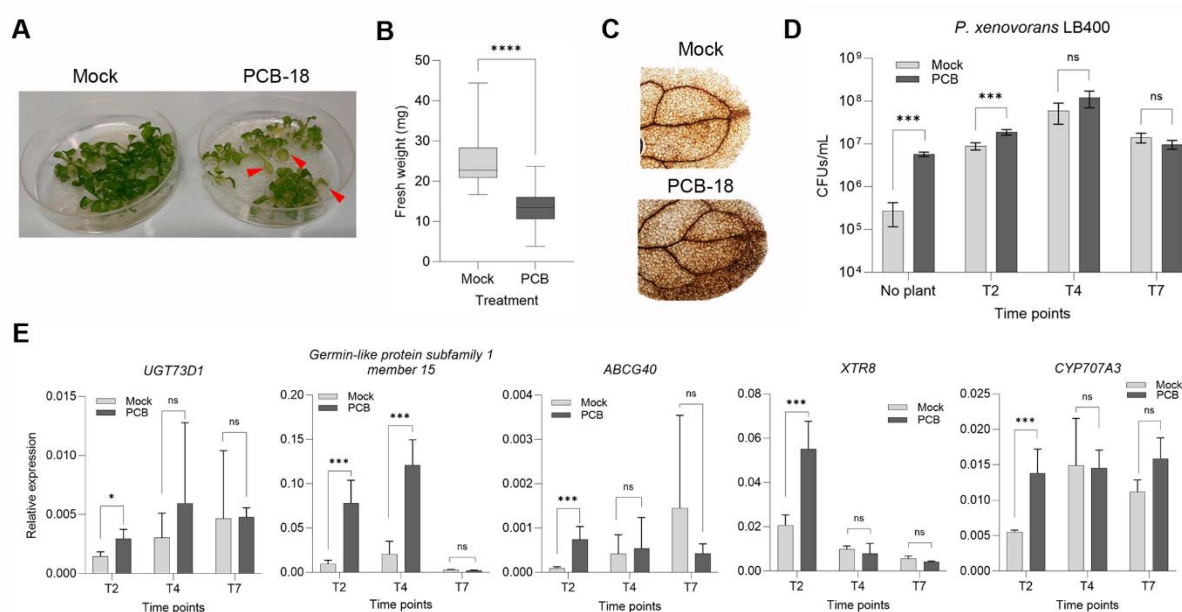 A
Mock
PCB-18
B
****
Fresh weight (mg)
50
40
30
20
10
0
Mock
PCB
Treatment
C
Mock
PCB-18
D
P. xenovorans LB400
Mock
PCB
CFUs/mL
10⁹
10⁸
10⁷
10⁶
10⁵
10⁴
***
***
ns
ns
No plant
T2
T4
T7
Time points
E
UGT73D1
Mock
PCB
Relative expression
0.015
0.010
0.005
0.000
*
ns
ns
T2
T4
T7
Time points
Germin-like protein subfamily 1
member 15
Mock
PCB
0.20
0.15
0.10
0.05
0.00
***
***
ns
T2
T4
T7
Time points
ABCG40
Mock
PCB
0.004
0.003
0.002
0.001
0.000
***
ns
ns
T2
T4
T7
Time points
XTR8
Mock
PCB
0.08
0.06
0.04
0.02
0.00
***
ns
ns
T2
T4
T7
Time points
CYP707A3
Mock
PCB
0.025
0.020
0.015
0.010
0.005
0.000
***
ns
ns
T2
T4
T7
Time points